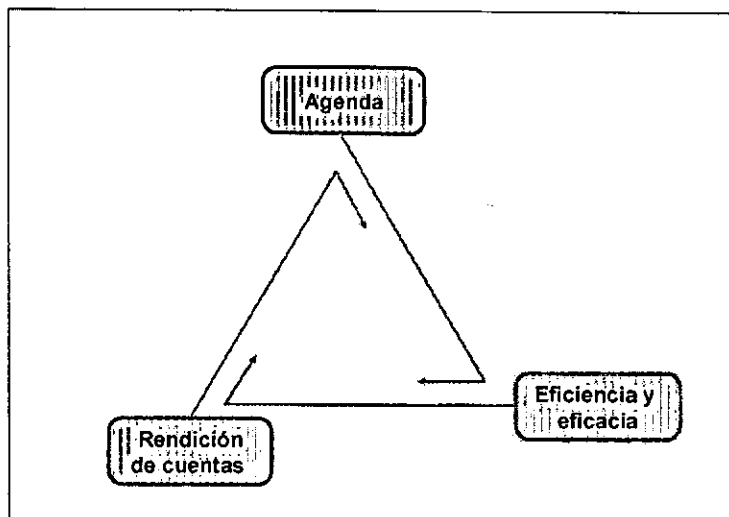 Agenda
Eficiencia y
eficacia
Rendición
de cuentas